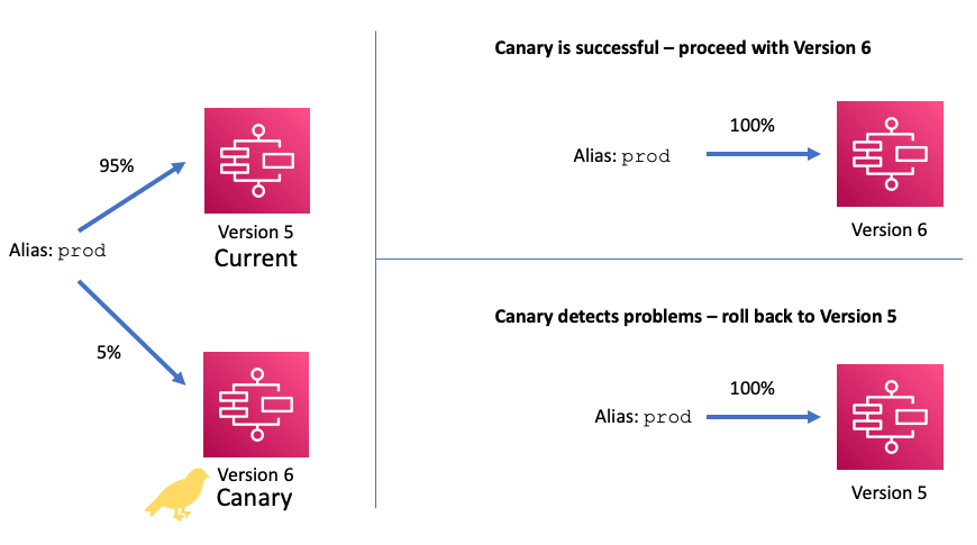 95%
Version 5
Current
Alias: prod
5%
Version 6
Canary
Canary is successful – proceed with Version 6
100%
Alias: prod
Version 6
Canary detects problems – roll back to Version 5
100%
Alias: prod
Version 5